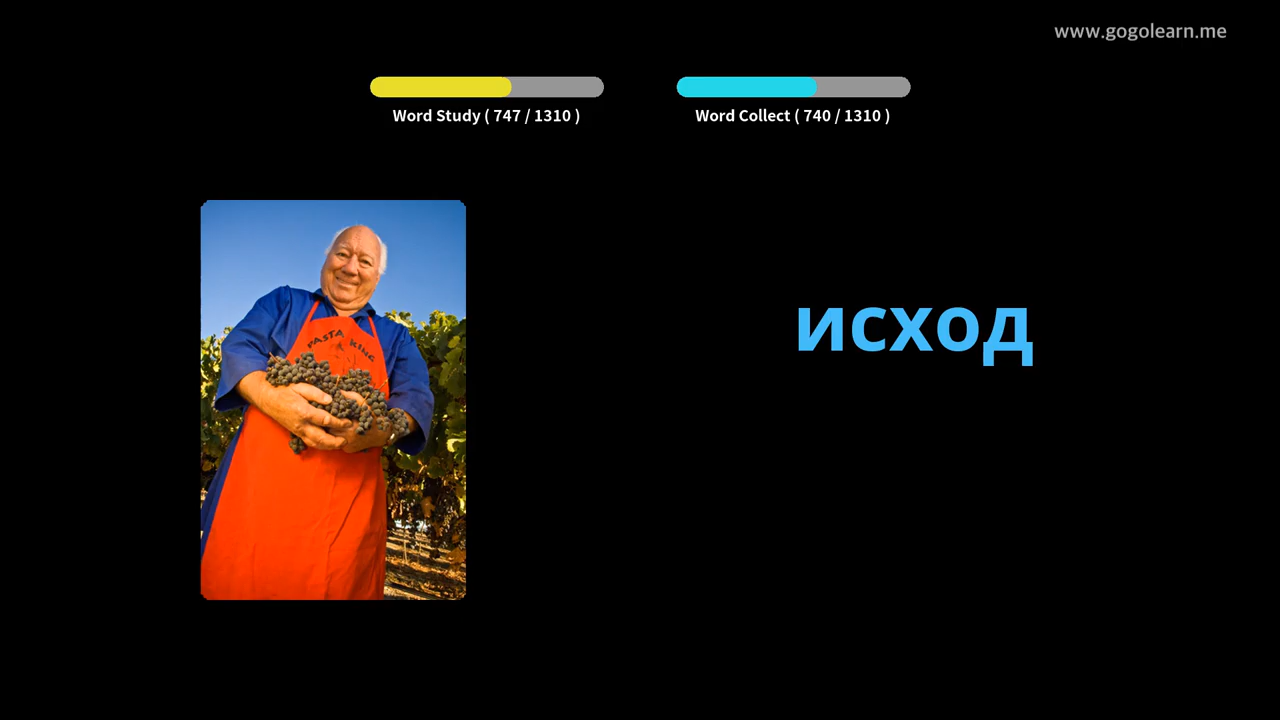 www.gogolearn.me
Word Study ( 747 / 1310 )
Word Collect ( 740 / 1310 )
PASTA KING
исход